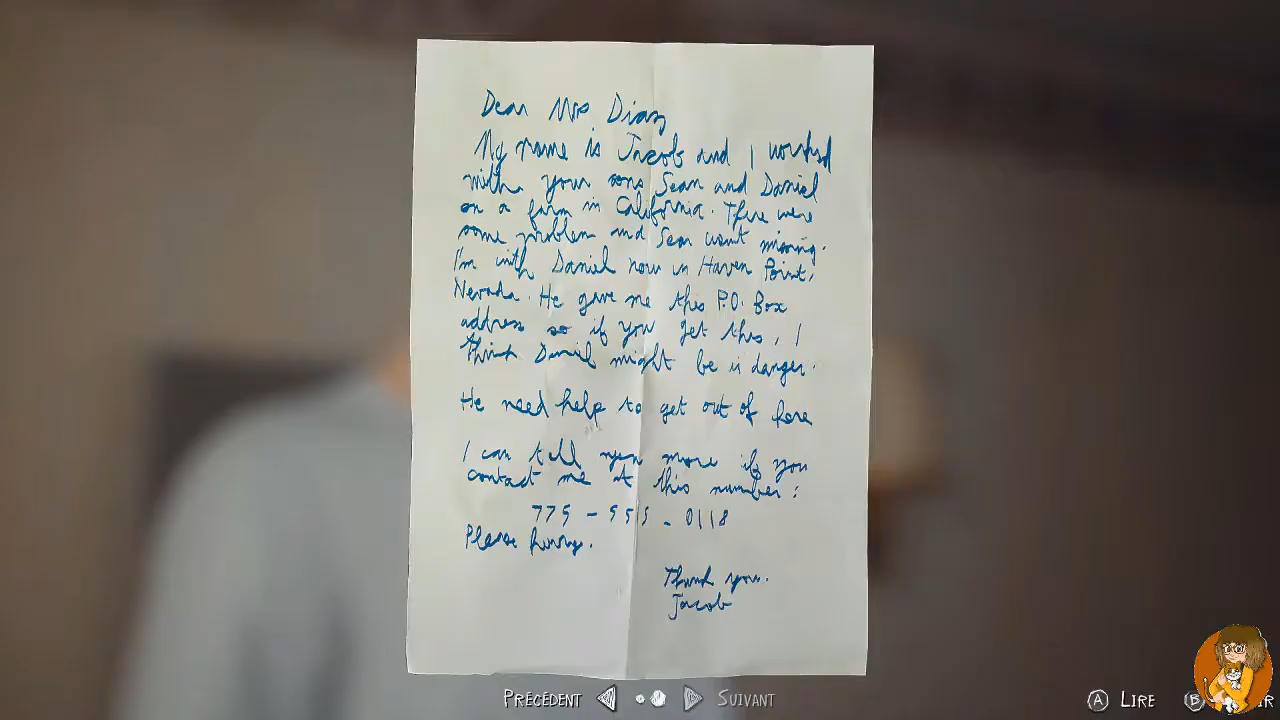 Dear Mrs Diaz
My name is Jacob and I worked
with your sons Sean and Daniel
on a farm in California. There were
some problem and Sean went missing.
I'm with Daniel now in Haven Point,
Nevada. He gave me this P.O. Box
address so if you get this, I
think Daniel might be in danger.
He need help to get out of here
I can tell you more if you
contact me at this number:
775 - 555 - 0118
Please hurry.
Thank you.
Jacob
PRÉCÉDENT SUIVANT A LIRE B